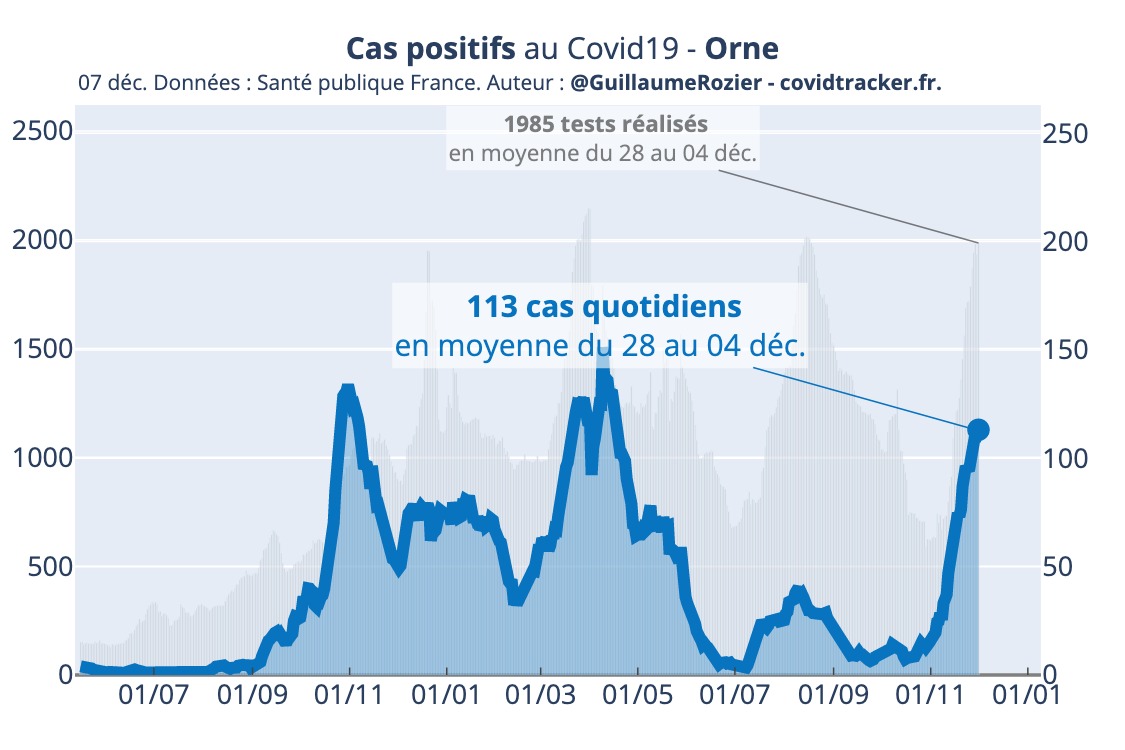 Cas positifs au Covid19 - Orne
07 déc. Données : Santé publique France. Auteur : @GuillaumeRozier - covidtracker.fr.
1985 tests réalisés
en moyenne du 28 au 04 déc.
113 cas quotidiens
en moyenne du 28 au 04 déc.
2500
2000
1500
1000
500
0
250
200
150
100
50
0
01/07 01/09 01/11 01/01 01/03 01/05 01/07 01/09 01/11 01/01